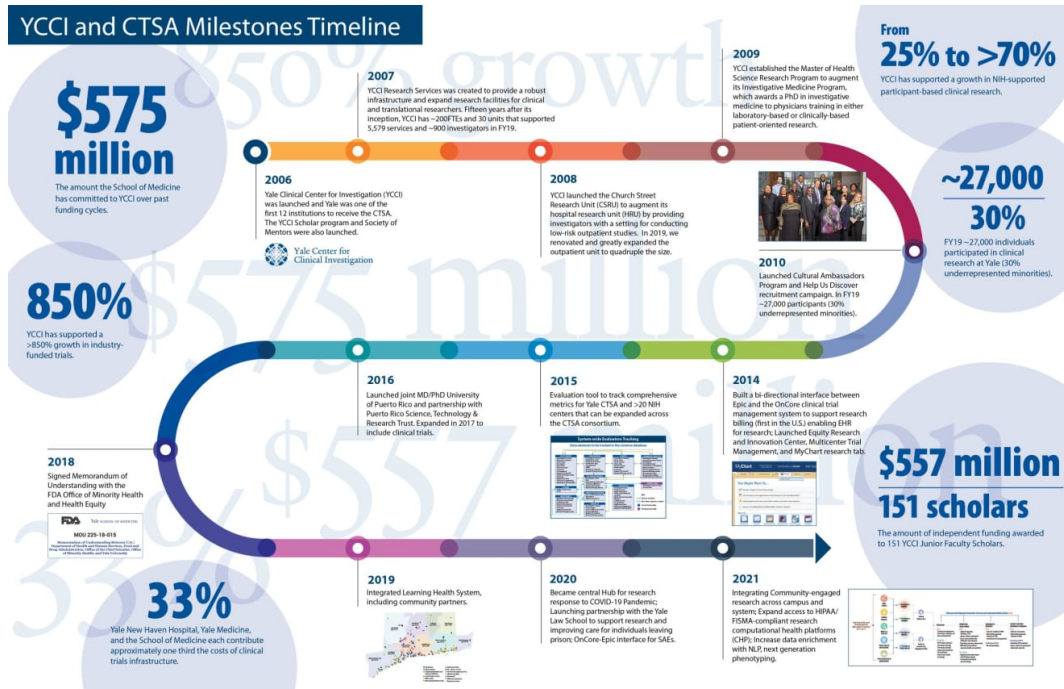 YCCI and CTSA Milestones Timeline
850% growth
$575 million
$557 million
33%
$575
million
The amount the School of Medicine
has committed to YCCI over past
funding cycles.
850%
YCCI has supported a
>850% growth in industry-
funded trials.
2006
Yale Clinical Center for Investigation (YCCI)
was launched and Yale was one of the
first 12 institutions to receive the CTSA.
The YCCI Scholar program and Society of
Mentors were also launched.
Yale Center for
Clinical Investigation
2007
YCCI Research Services was created to provide a robust
infrastructure and expand research facilities for clinical
and translational researchers. Fifteen years after its
inception, YCCI has ~200FTEs and 30 units that supported
5,579 services and ~900 investigators in FY19.
2008
YCCI launched the Church Street
Research Unit (CSRU) to augment its
hospital research unit (HRU) by providing
investigators with a setting for conducting
low-risk outpatient studies. In 2019, we
renovated and greatly expanded the
outpatient unit to quadruple the size.
2009
YCCI established the Master of Health
Science Research Program to augment
its Investigative Medicine Program,
which awards a PhD in investigative
medicine to physicians training in either
laboratory-based or clinically-based
patient-oriented research.
From
25% to >70%
YCCI has supported a growth in NIH-supported
participant-based clinical research.
~27,000
30%
FY19 ~27,000 individuals
participated in clinical
research at Yale (30%
underrepresented minorities).
2010
Launched Cultural Ambassadors
Program and Help Us Discover
recruitment campaign. In FY19
~27,000 participants (30%
underrepresented minorities).
2014
Built a bi-directional interface between
Epic and the OnCore clinical trial
management system to support research
billing (first in the U.S.) enabling EHR
for research; Launched Equity Research
and Innovation Center, Multicenter Trial
Management, and MyChart research tab.
MyChart
2015
Evaluation tool to track comprehensive
metrics for Yale CTSA and >20 NIH
centers that can be expanded across
the CTSA consortium.
System-wide Evaluation Tracking
2016
Launched joint MD/PhD University
of Puerto Rico and partnership with
Puerto Rico Science, Technology &
Research Trust. Expanded in 2017 to
include clinical trials.
2018
Signed Memorandum of
Understanding with the
FDA Office of Minority Health
and Health Equity
FDA Yale SCHOOL OF MEDICINE
MOU 225-18-015
$557 million
151 scholars
The amount of independent funding awarded
to 151 YCCI Junior Faculty Scholars.
33%
Yale New Haven Hospital, Yale Medicine,
and the School of Medicine each contribute
approximately one third the costs of clinical
trials infrastructure.
2019
Integrated Learning Health System,
including community partners.
2020
Became central Hub for research
response to COVID-19 Pandemic;
Launching partnership with the Yale
Law School to support research and
improving care for individuals leaving
prison; OnCore-Epic interface for SAEs.
2021
Integrating Community-engaged
research across campus and
system; Expand access to HIPAA/
FISMA-compliant research
computational health platforms
(CHP); Increase data enrichment
with NLP, next generation
phenotyping.